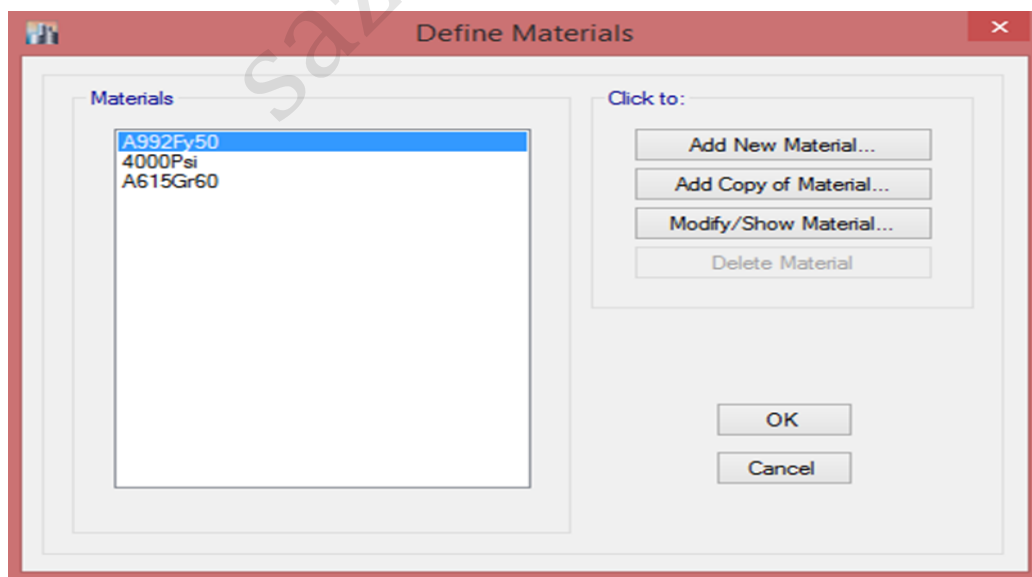 Define Materials
Materials
A992Fy50
4000Psi
A615Gr60
Click to:
Add New Material...
Add Copy of Material...
Modify/Show Material...
Delete Material
OK
Cancel